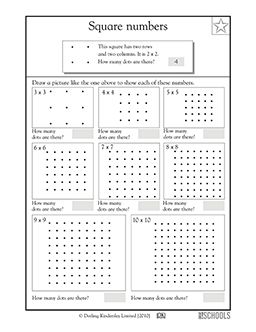 Square numbers
This square has two rows
and two columns. It is 2 x 2.
How many dots are there? 4
Draw a picture like the one above to show each of these numbers.
3 x 3
4 x 4
5 x 5
How many
dots are there?
How many
dots are there?
How many
dots are there?
6 x 6
7 x 7
8 x 8
How many
dots are there?
How many
dots are there?
How many
dots are there?
9 x 9
10 x 10
How many dots are there?
How many dots are there?
© Dorling Kindersley Limited [2010]
DK
SCHOOLS